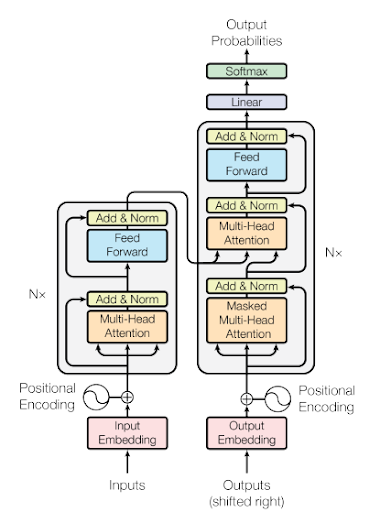 Output
Probabilities
Softmax
Linear
Add & Norm
Feed
Forward
Add & Norm
Multi-Head
Attention
Add & Norm
Masked
Multi-Head
Attention
N×
Add & Norm
Feed
Forward
Add & Norm
Multi-Head
Attention
N×
Positional
Encoding
Positional
Encoding
Input
Embedding
Output
Embedding
Inputs
Outputs
(shifted right)